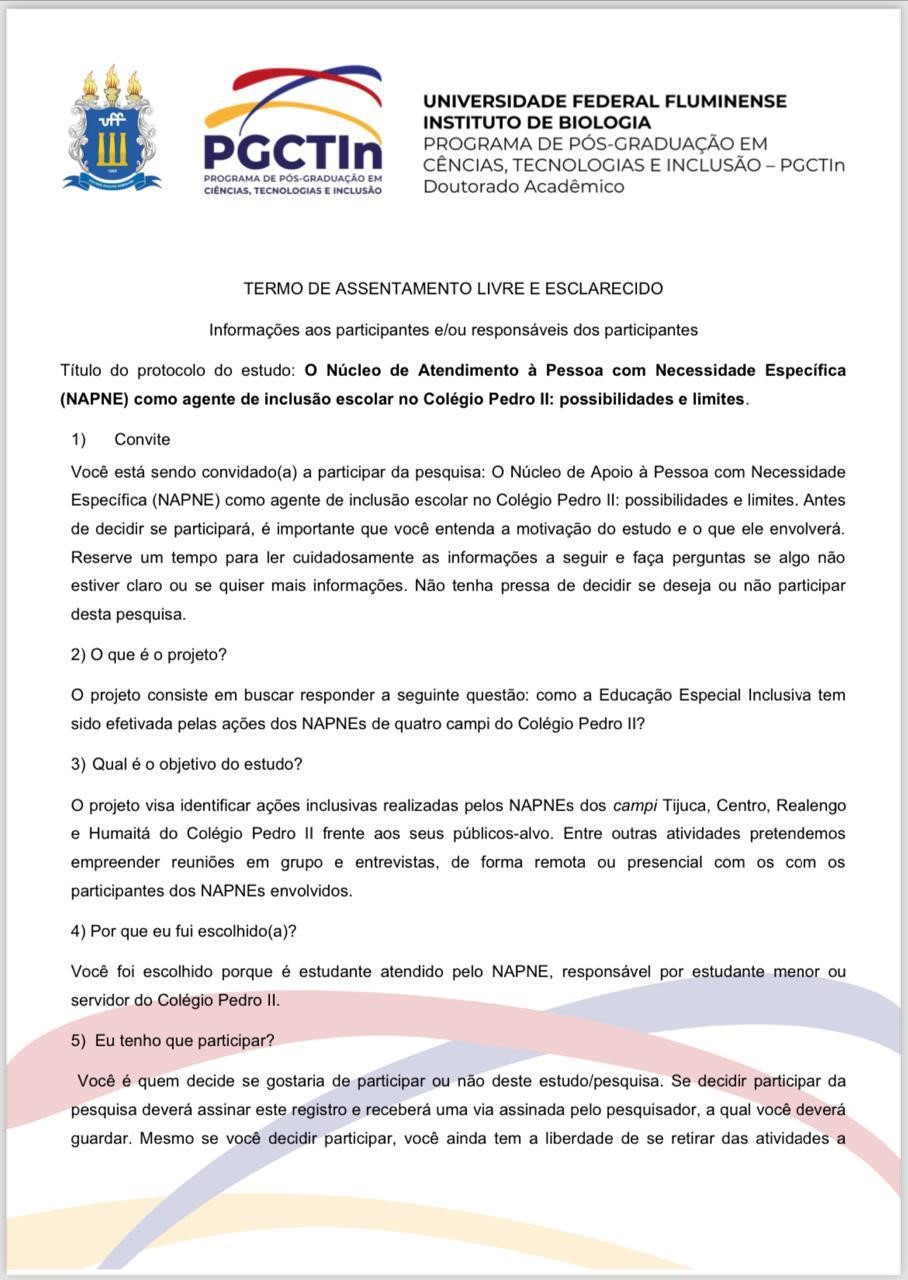 uff
PGCTIn
PROGRAMA DE PÓS-GRADUAÇÃO EM
CIÊNCIAS, TECNOLOGIAS E INCLUSÃO
UNIVERSIDADE FEDERAL FLUMINENSE
INSTITUTO DE BIOLOGIA
PROGRAMA DE PÓS-GRADUAÇÃO EM
CÊNCIAS, TECNOLOGIAS E INCLUSÃO – PGCTIn
Doutorado Acadêmico
TERMO DE ASSENTAMENTO LIVRE E ESCLARECIDO
Informações aos participantes e/ou responsáveis dos participantes
Título do protocolo do estudo: O Núcleo de Atendimento à Pessoa com Necessidade Específica
(NAPNE) como agente de inclusão escolar no Colégio Pedro II: possibilidades e limites.
1) Convite
Você está sendo convidado(a) a participar da pesquisa: O Núcleo de Apoio à Pessoa com Necessidade
Específica (NAPNE) como agente de inclusão escolar no Colégio Pedro II: possibilidades e limites. Antes
de decidir se participará, é importante que você entenda a motivação do estudo e o que ele envolverá.
Reserve um tempo para ler cuidadosamente as informações a seguir e faça perguntas se algo não
estiver claro ou se quiser mais informações. Não tenha pressa de decidir se deseja ou não participar
desta pesquisa.
2) O que é o projeto?
O projeto consiste em buscar responder a seguinte questão: como a Educação Especial Inclusiva tem
sido efetivada pelas ações dos NAPNEs de quatro campi do Colégio Pedro II?
3) Qual é o objetivo do estudo?
O projeto visa identificar ações inclusivas realizadas pelos NAPNEs dos campi Tijuca, Centro, Realengo
e Humaitá do Colégio Pedro II frente aos seus públicos-alvo. Entre outras atividades pretendemos
empreender reuniões em grupo e entrevistas, de forma remota ou presencial com os com os
participantes dos NAPNEs envolvidos.
4) Por que eu fui escolhido(a)?
Você foi escolhido porque é estudante atendido pelo NAPNE, responsável por estudante menor ou
servidor do Colégio Pedro II.
5) Eu tenho que participar?
Você é quem decide se gostaria de participar ou não deste estudo/pesquisa. Se decidir participar da
pesquisa deverá assinar este registro e receberá uma via assinada pelo pesquisador, a qual você deverá
guardar. Mesmo se você decidir participar, você ainda tem a liberdade de se retirar das atividades a